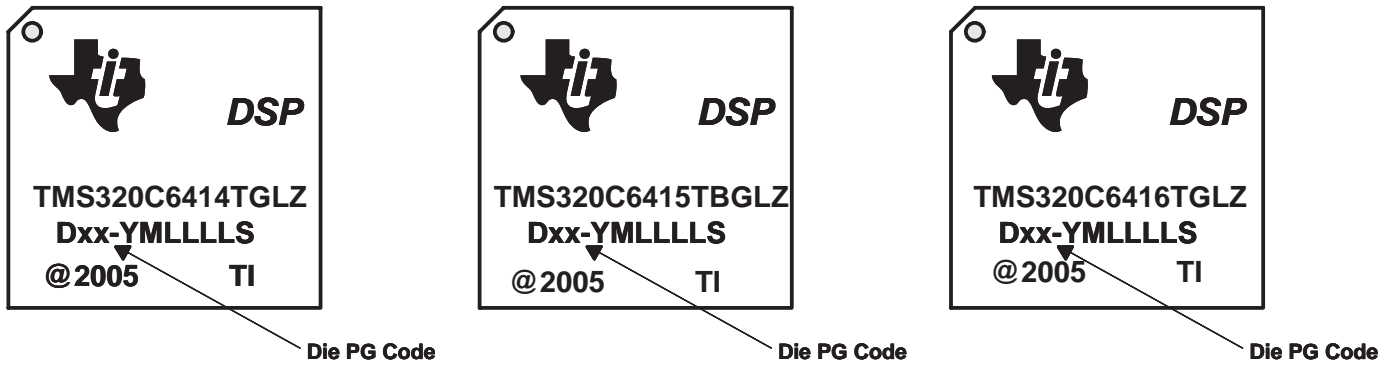 DSP
TMS320C6414TGLZ
Dxx-YMLLLLS
@2005 TI
Die PG Code
DSP
TMS320C6415TBGLZ
Dxx-YMLLLLS
@2005 TI
Die PG Code
DSP
TMS320C6416TGLZ
Dxx-YMLLLLS
@2005 TI
Die PG Code